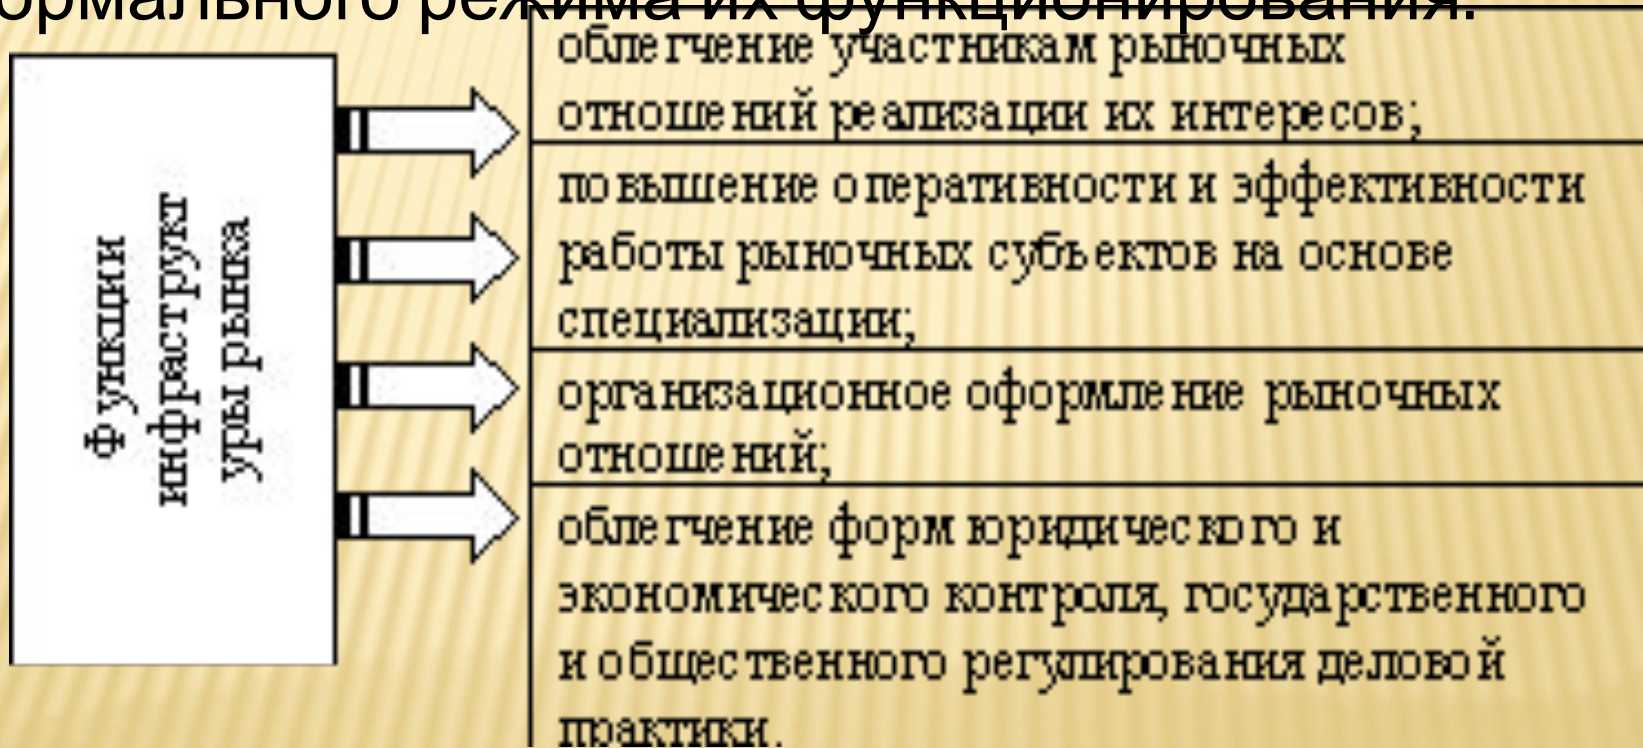 ормального режима их функционирования.
Функции
инфраструкт
уры рынка
облегчение участникам рыночных
отношений реализации их интересов;
повышение оперативности и эффективности
работы рыночных субъектов на основе
специализации;
организационное оформление рыночных
отношений;
облегчение форм юридического и
экономического контроля, государственного
и общественного регулирования деловой
практики.